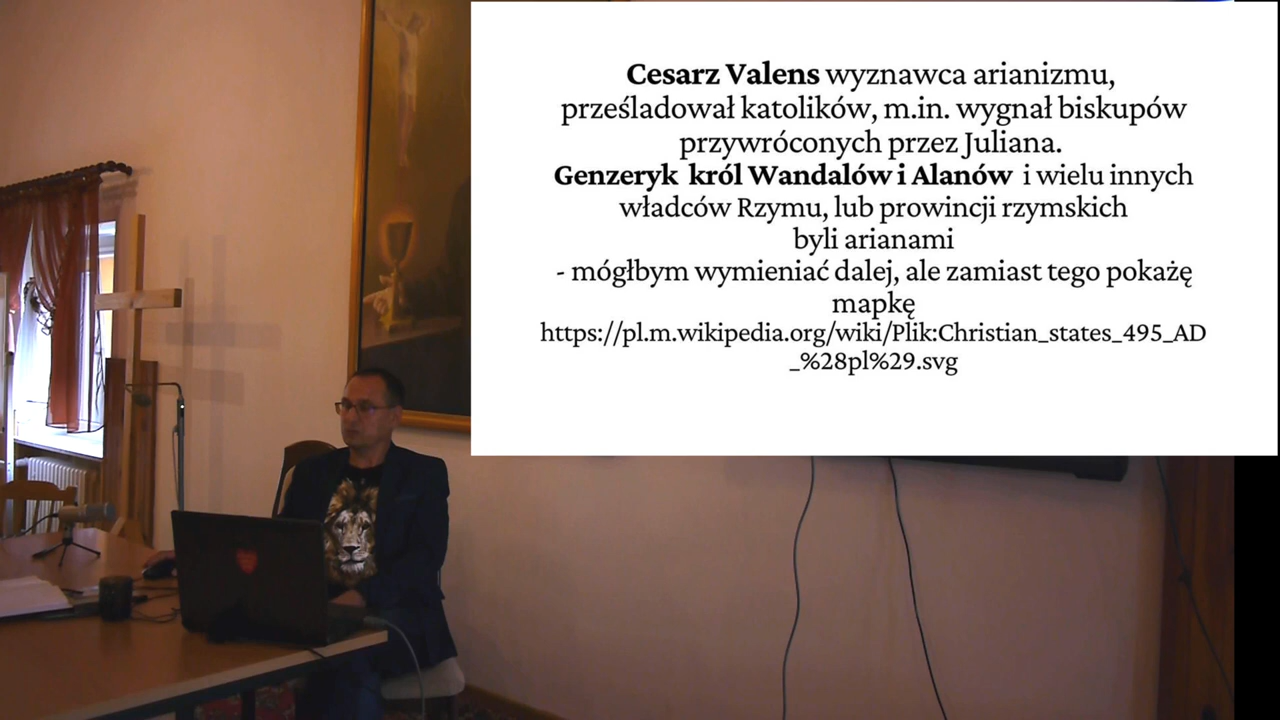 Cesarz Valens wyznawca arianizmu,
prześladował katolików, m.in. wygnał biskupów
przywróconych przez Juliana.
Genzeryk król Wandalów i Alanów i wielu innych
władców Rzymu, lub prowincji rzymskich
byli arianami
- mógłbym wymieniać dalej, ale zamiast tego pokażę
mapkę
https://pl.m.wikipedia.org/wiki/Plik:Christian_states_495_AD
_%28pl%29.svg